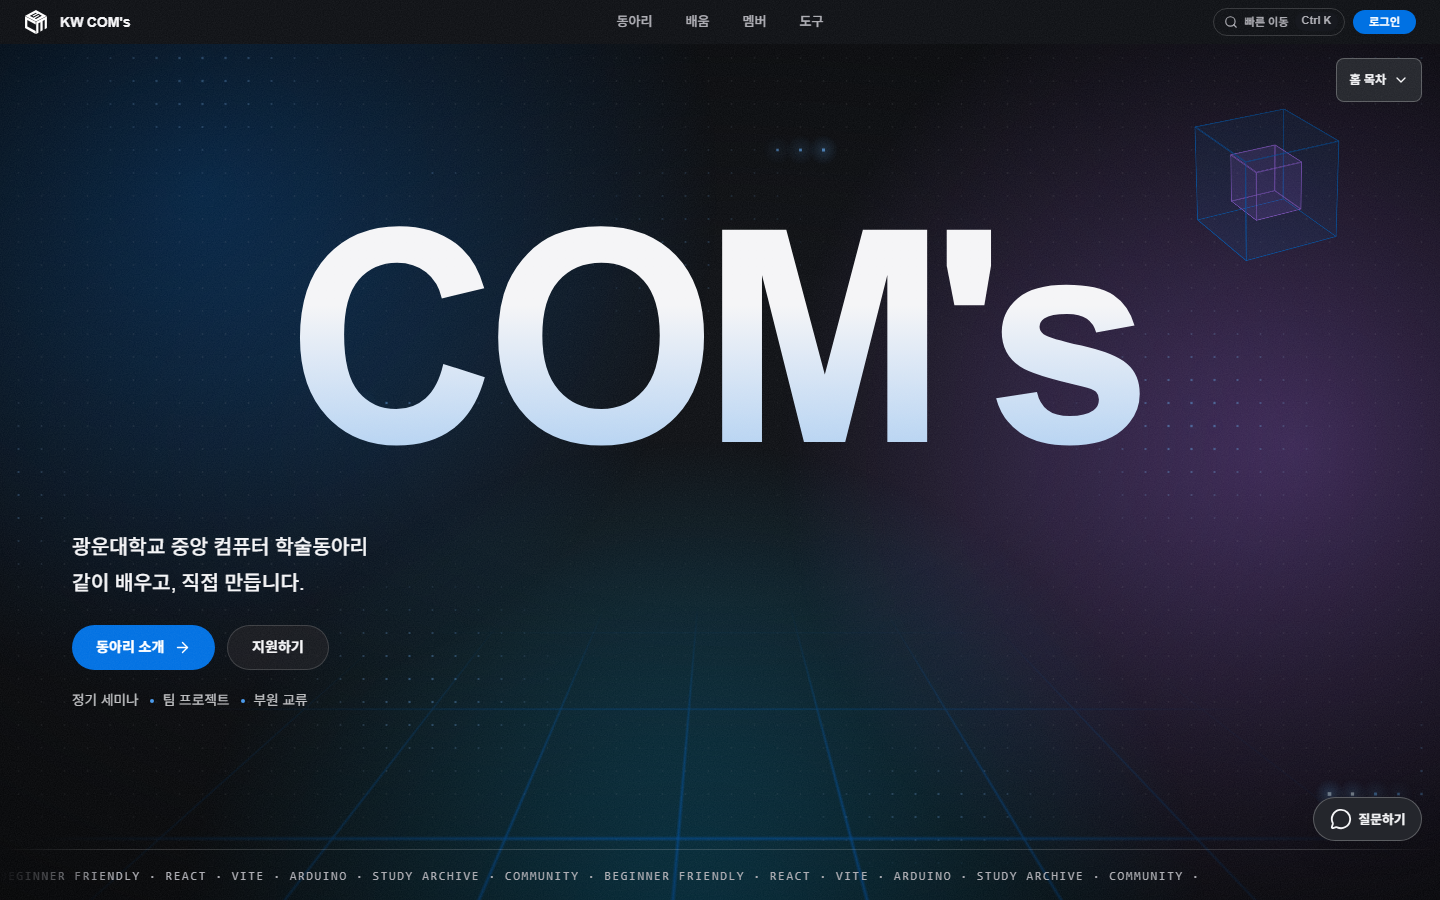 KW COM's
동아리 배움 멤버 도구
빠른 이동 Ctrl K
로그인
홈 목차
COM's
광운대학교 중앙 컴퓨터 학술동아리
같이 배우고, 직접 만듭니다.
동아리 소개 →
지원하기
정기 세미나 • 팀 프로젝트 • 부원 교류
질문하기
BEGINNER FRIENDLY · REACT · VITE · ARDUINO · STUDY ARCHIVE · COMMUNITY · BEGINNER FRIENDLY · REACT · VITE · ARDUINO · STUDY ARCHIVE · COMMUNITY ·